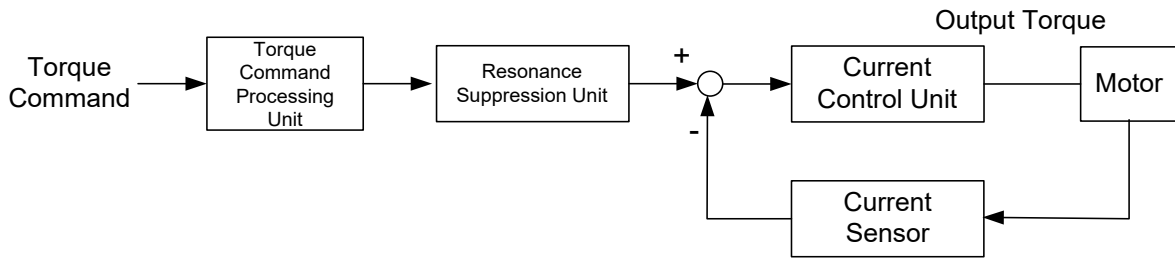 Output Torque
Torque
Command
Torque
Command
Processing
Unit
Resonance
Suppression Unit
+
-
Current
Control Unit
Motor
Current
Sensor